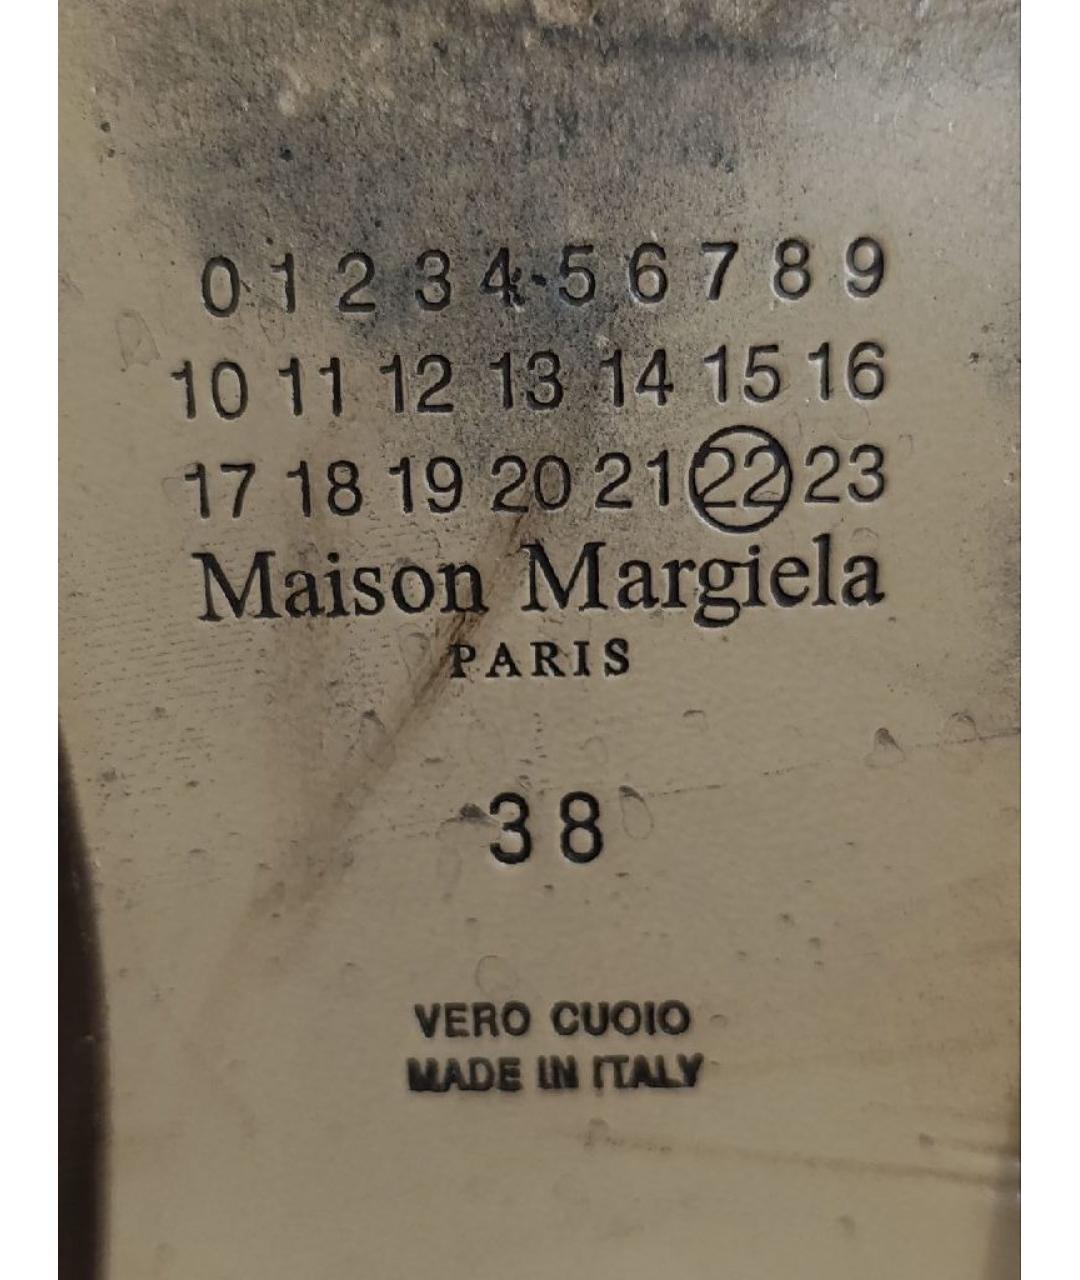 0 1 2 3 4 5 6 7 8 9
10 11 12 13 14 15 16
17 18 19 20 21 22 23
Maison Margiela
PARIS
38
VERO CUOIO
MADE IN ITALY